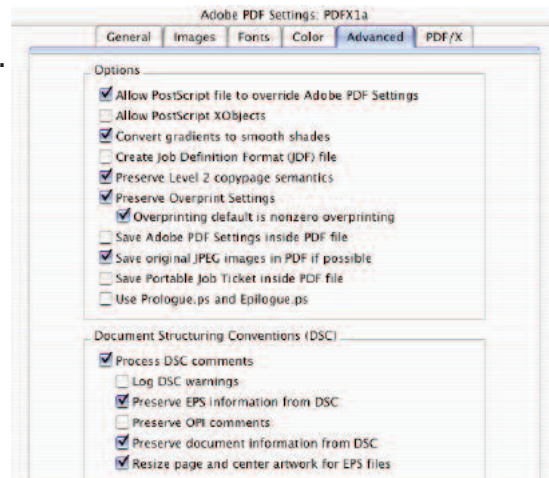 Adobe PDF Settings: PDFX1a
General Images Fonts Color Advanced PDF/X
Options
Allow PostScript file to override Adobe PDF Settings
Allow PostScript XObjects
Convert gradients to smooth shades
Create Job Definition Format (JDF) file
Preserve Level 2 copypage semantics
Preserve Overprint Settings
Overprinting default is nonzero overprinting
Save Adobe PDF Settings inside PDF file
Save original JPEG images in PDF if possible
Save Portable Job Ticket inside PDF file
Use Prologue.ps and Epilogue.ps
Document Structuring Conventions (DSC)
Process DSC comments
Log DSC warnings
Preserve EPS information from DSC
Preserve OPI comments
Preserve document information from DSC
Resize page and center artwork for EPS files